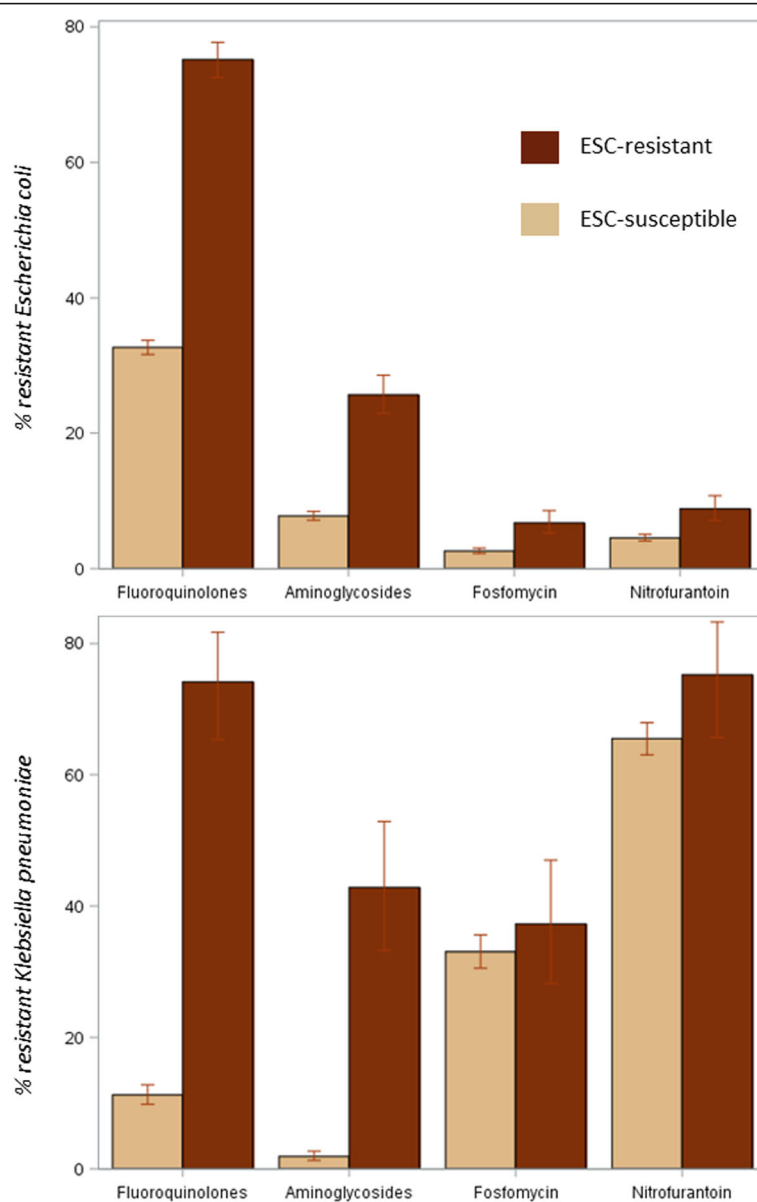 % resistant Escherichia coli
80
60
40
20
0
ESC-resistant
ESC-susceptible
Fluoroquinolones Aminoglycosides Fosfomycin Nitrofurantoin
% resistant Klebsiella pneumoniae
80
60
40
20
0
Fluoroquinolones Aminoglycosides Fosfomycin Nitrofurantoin